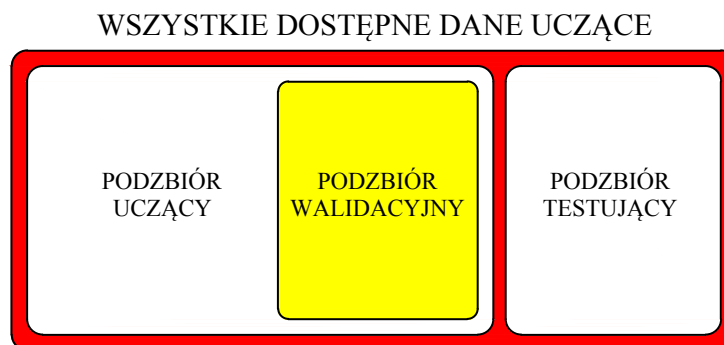 WSZYSTKIE DOSTĘPNE DANE UCZĄCE
PODZBIÓR
UCZĄCY
PODZBIÓR
WALIDACYJNY
PODZBIÓR
TESTUJĄCY